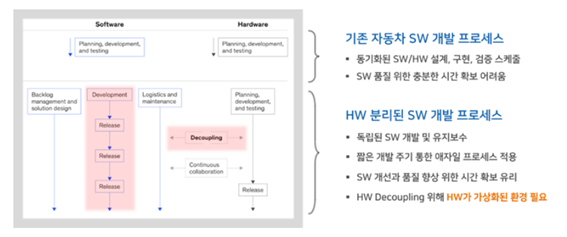 Software
Hardware
Planning, development,
and testing
Planning, development,
and testing
Backlog
management and
solution design
Development
Logistics and
maintenance
Planning,
development,
and testing
Release
Decoupling
Release
Continuous
collaboration
Release
Release
기존 자동차 SW 개발 프로세스
• 동기화된 SW/HW 설계, 구현, 검증 스케줄
• SW 품질 위한 충분한 시간 확보 어려움
HW 분리된 SW 개발 프로세스
• 독립된 SW 개발 및 유지보수
• 짧은 개발 주기 통한 애자일 프로세스 적용
• SW 개선과 품질 향상 위한 시간 확보 유리
• HW Decoupling 위해 HW가 가상화된 환경 필요